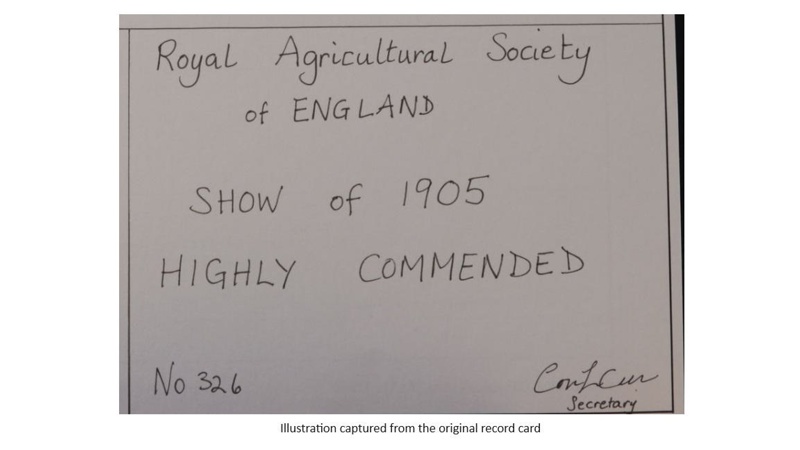 Royal Agricultural Society
of ENGLAND
SHOW of 1905
HIGHLY COMMENDED
No 326
Secretary
Illustration captured from the original record card